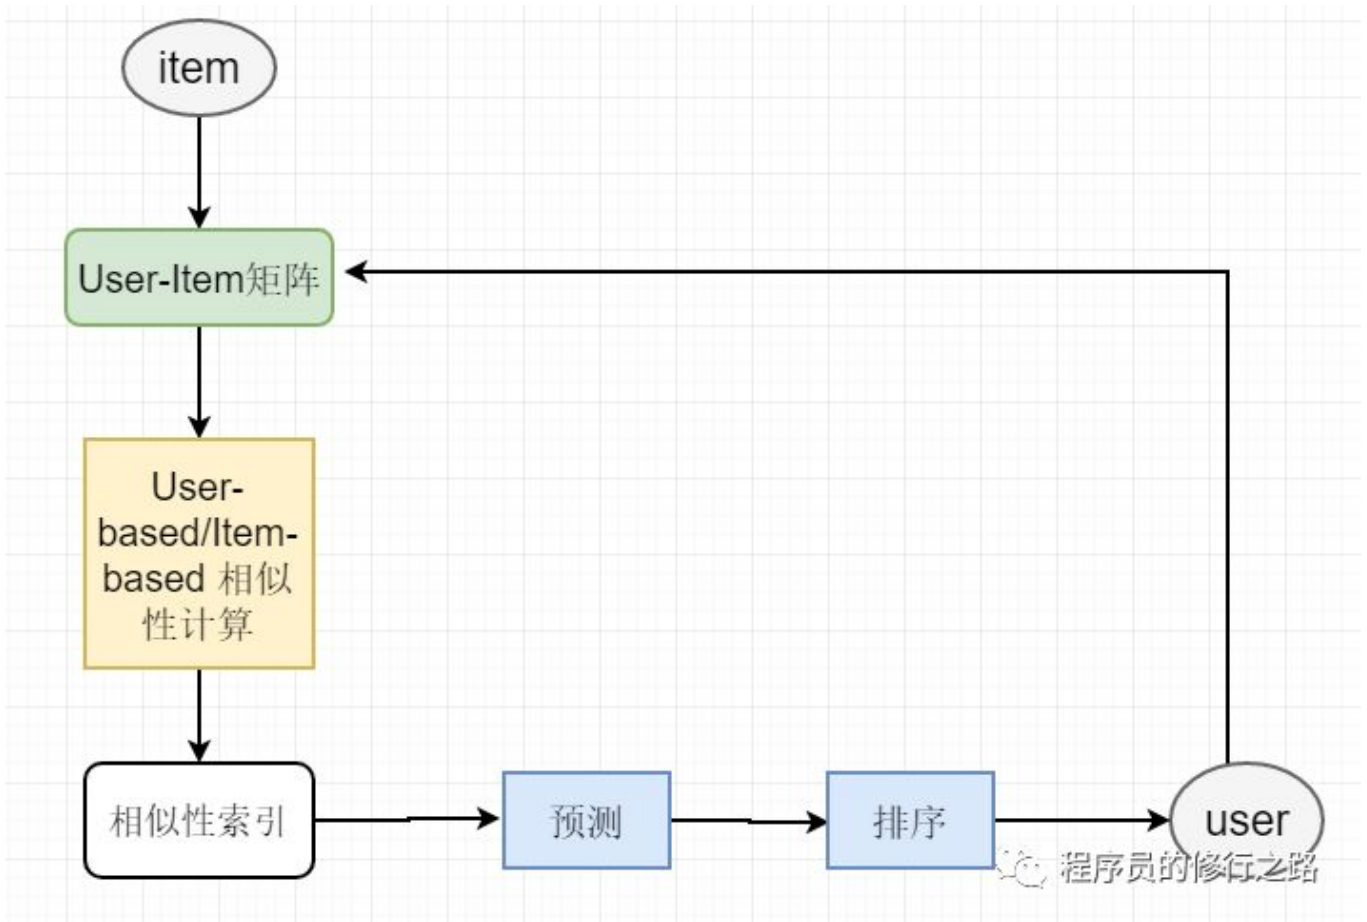 item
User-Item矩阵
User-
based/Item-
based 相似
性计算
相似性索引
预测
排序
user
程序员的修行之路